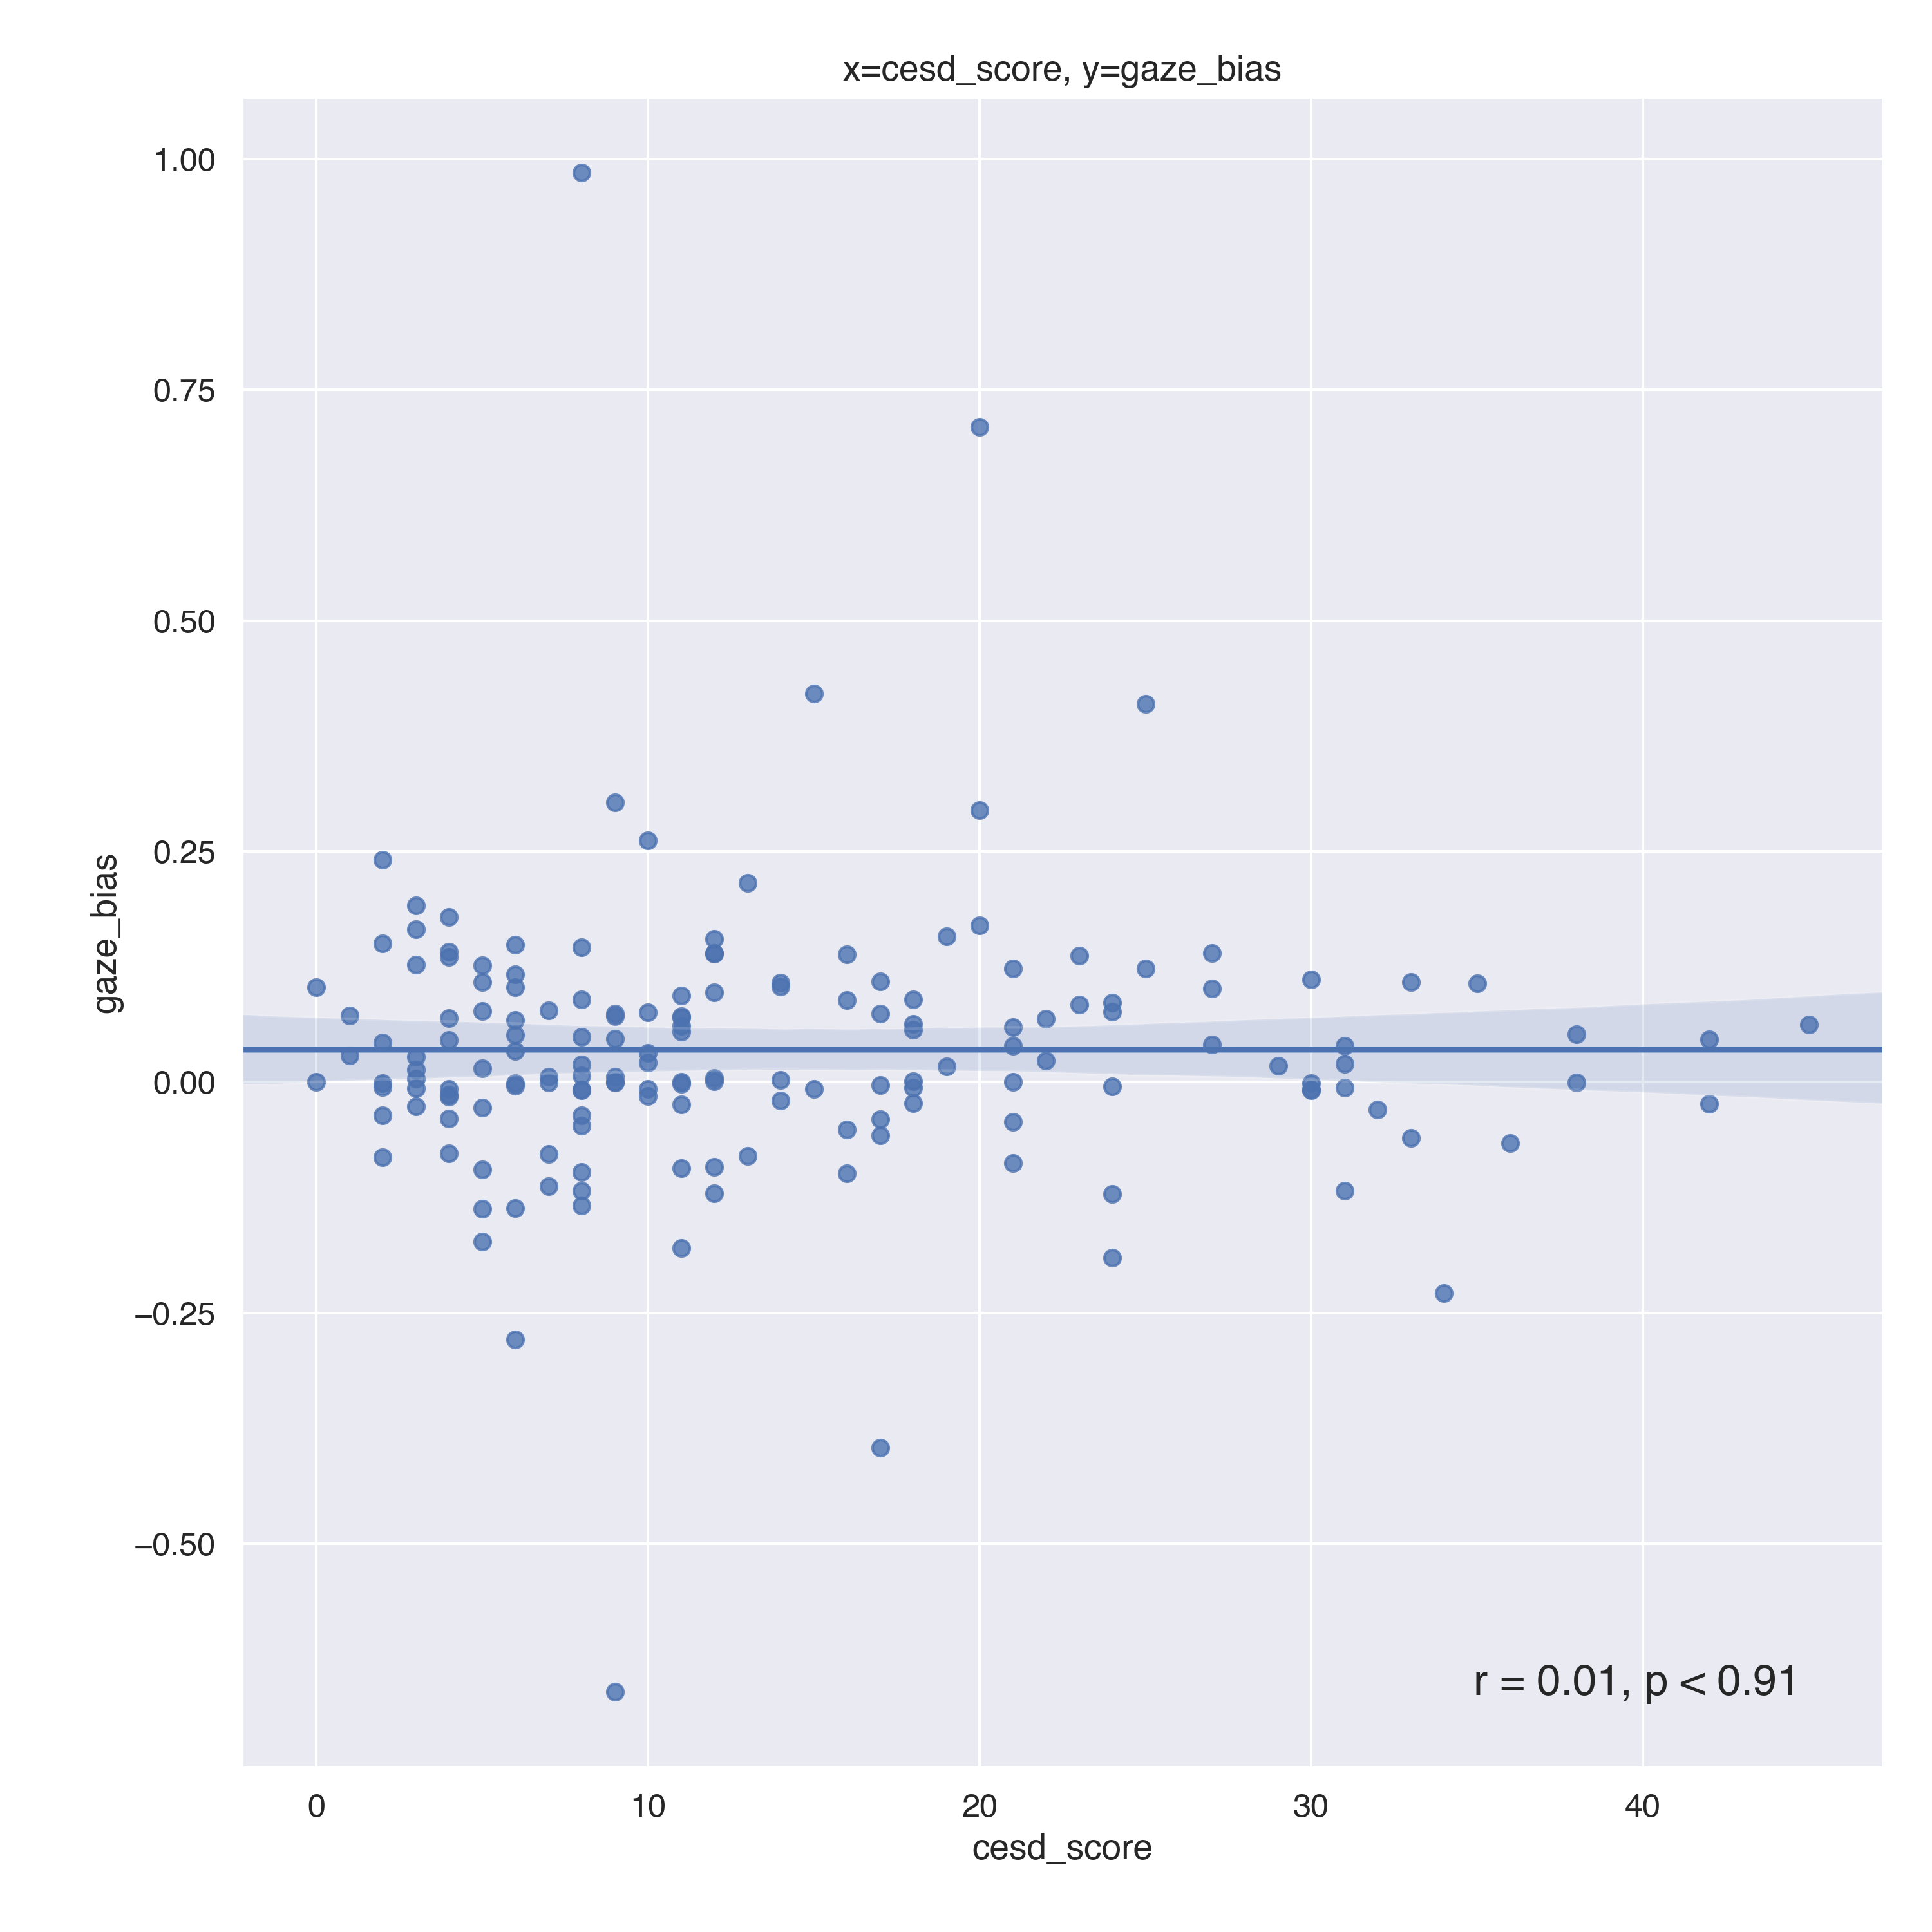 x=cesd_score, y=gaze_bias
1.00
0.75
0.50
0.25
0.00
−0.25
−0.50
gaze_bias
r = 0.01, p < 0.91
0 10 20 30 40
cesd_score